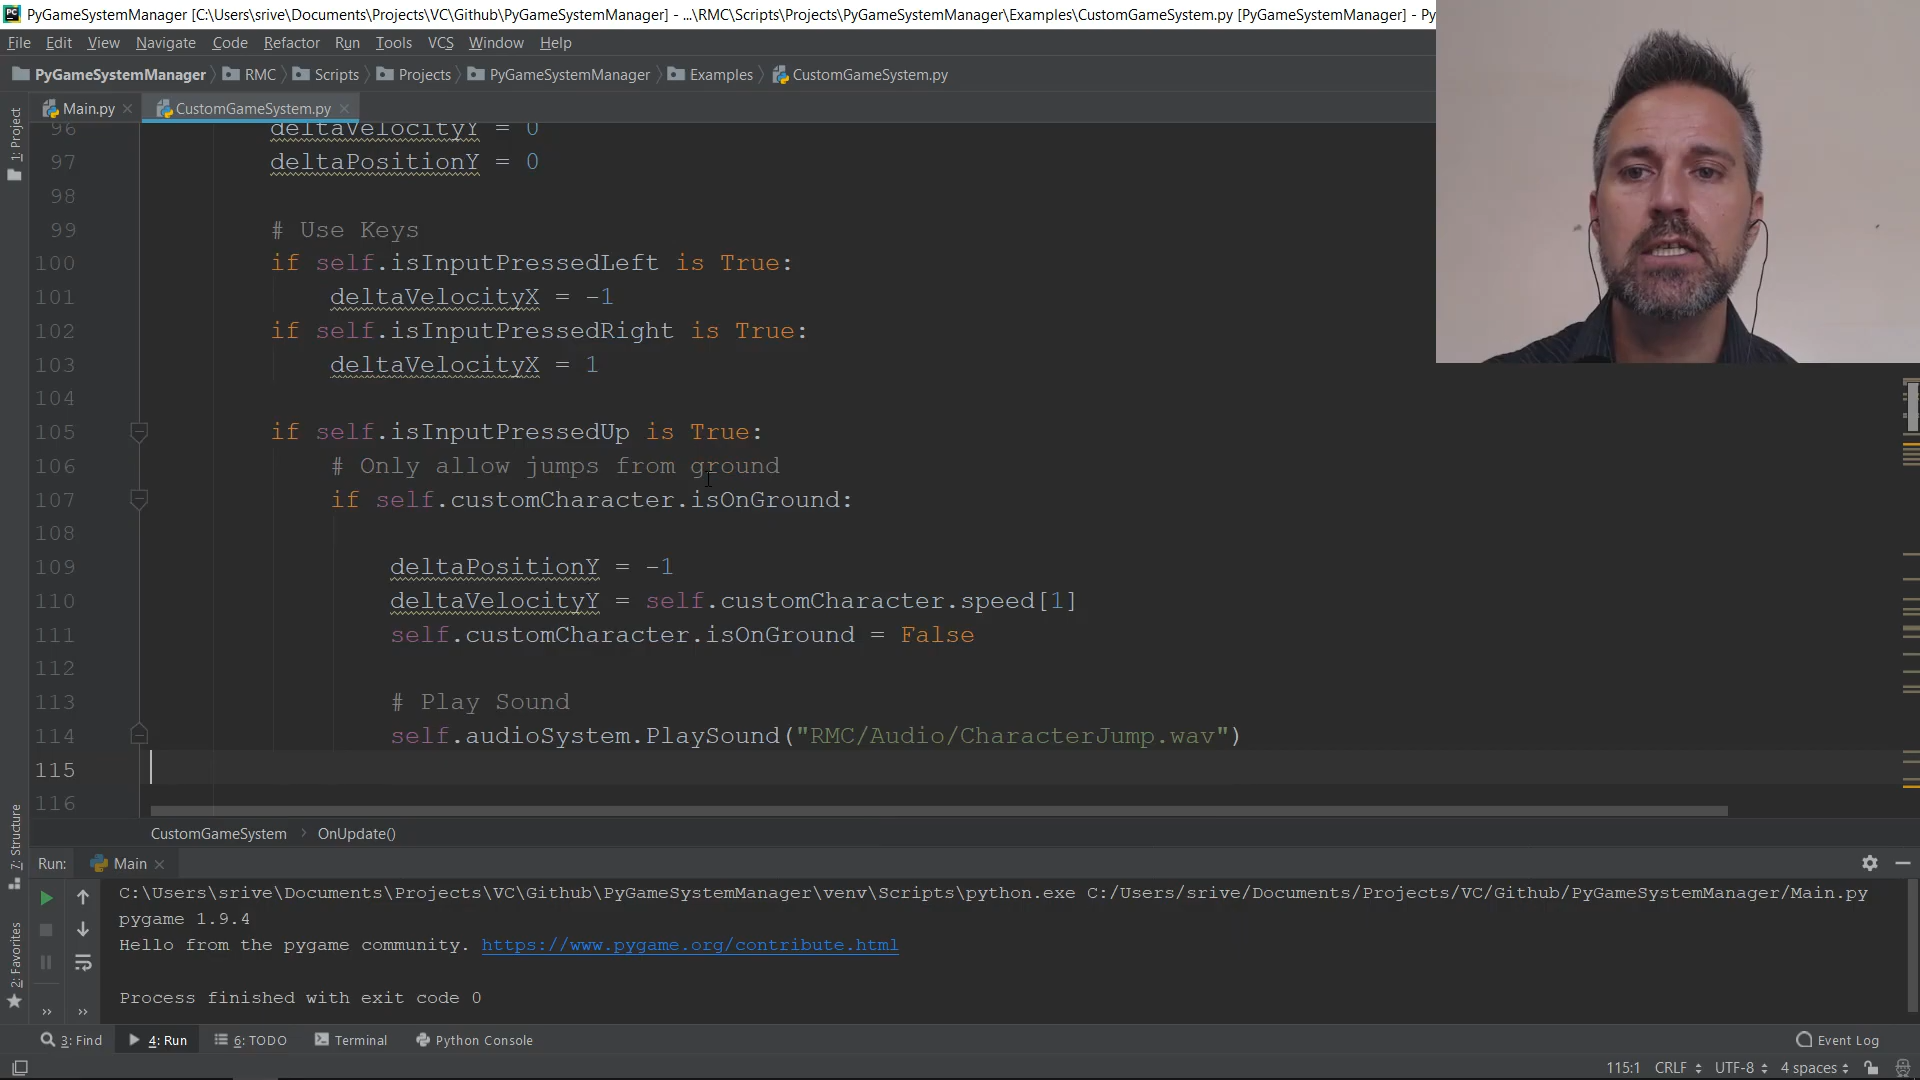 PyGameSystemManager [C:\Users\srive\Documents\Projects\VC\Github\PyGameSystemManager] - ...\RMC\Scripts\Projects\PyGameSystemManager\Examples\CustomGameSystem.py [PyGameSystemManager] - Py
File Edit View Navigate Code Refactor Run Tools VCS Window Help
PyGameSystemManager RMC Scripts Projects PyGameSystemManager Examples CustomGameSystem.py
1: Project
Main.py CustomGameSystem.py
96 deltaVelocityY = 0
97 deltaPositionY = 0
98
99 # Use Keys
100 if self.isInputPressedLeft is True:
101 deltaVelocityX = -1
102 if self.isInputPressedRight is True:
103 deltaVelocityX = 1
104
105 if self.isInputPressedUp is True:
106 # Only allow jumps from ground
107 if self.customCharacter.isOnGround:
108
109 deltaPositionY = -1
110 deltaVelocityY = self.customCharacter.speed[1]
111 self.customCharacter.isOnGround = False
112
113 # Play Sound
114 self.audioSystem.PlaySound("RMC/Audio/CharacterJump.wav")
115
116
7: Structure
CustomGameSystem OnUpdate()
Run: Main
C:\Users\srive\Documents\Projects\VC\Github\PyGameSystemManager\venv\Scripts\python.exe C:/Users/srive/Documents/Projects/VC/Github/PyGameSystemManager/Main.py
pygame 1.9.4
Hello from the pygame community. https://www.pygame.org/contribute.html
2: Favorites
Process finished with exit code 0
3: Find 4: Run 6: TODO Terminal Python Console Event Log
115:1 CRLF UTF-8 4 spaces